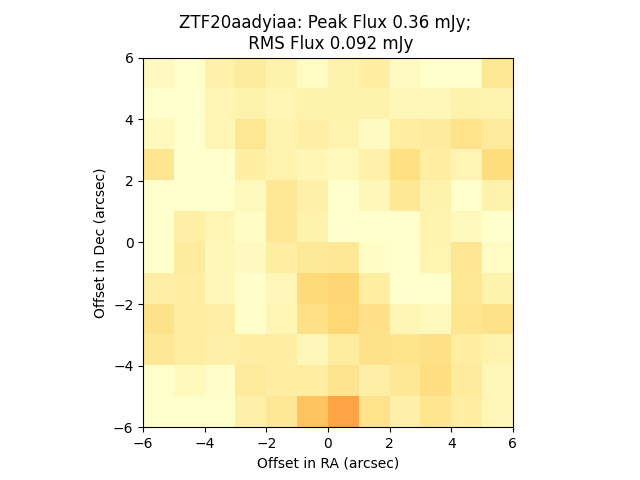 ZTF20aadyiaa: Peak Flux 0.36 mJy;
RMS Flux 0.092 mJy
6
4
2
0
−2
−4
−6
Offset in Dec (arcsec)
−6 −4 −2 0 2 4 6
Offset in RA (arcsec)